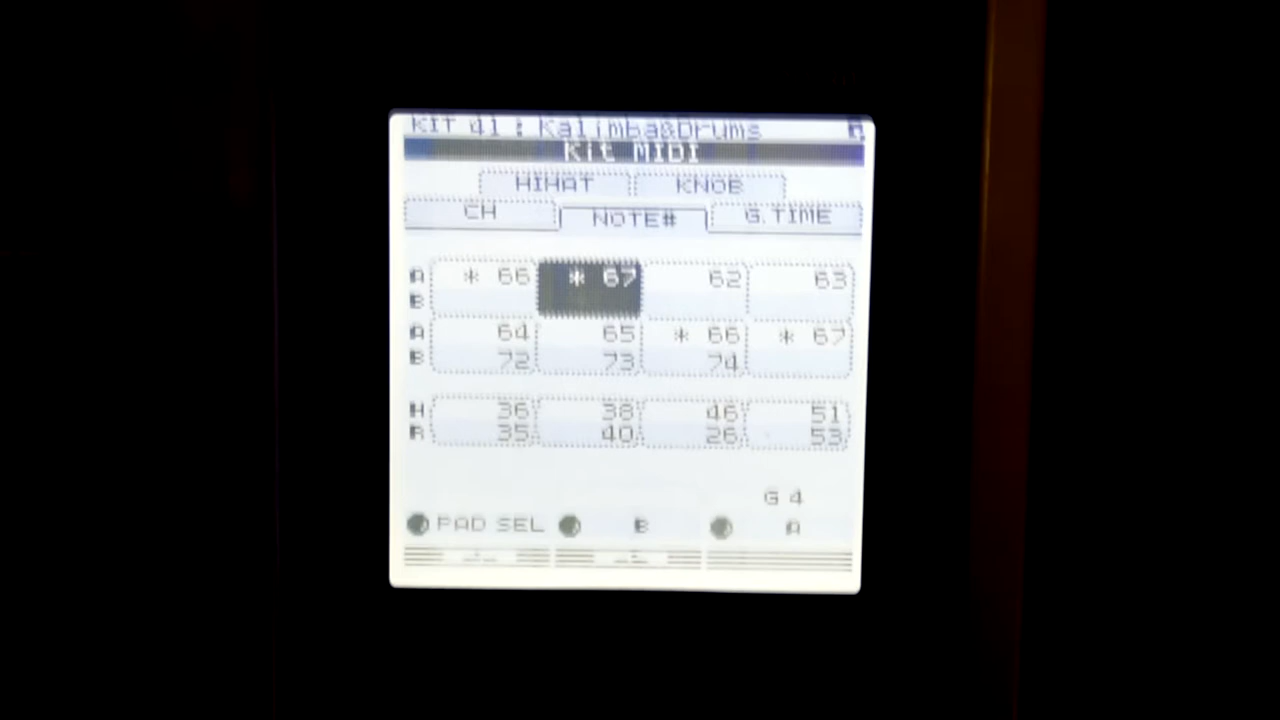 KIT 41 : Kalimba&Drums
Kit MIDI
HIHAT KNOB
CH NOTE# G.TIME
A * 66 * 67 62 63
B
A 64 65 * 66 * 67
B 72 73 74
H 36 38 46 51
R 35 40 26 53
G 4
PAD SEL B A